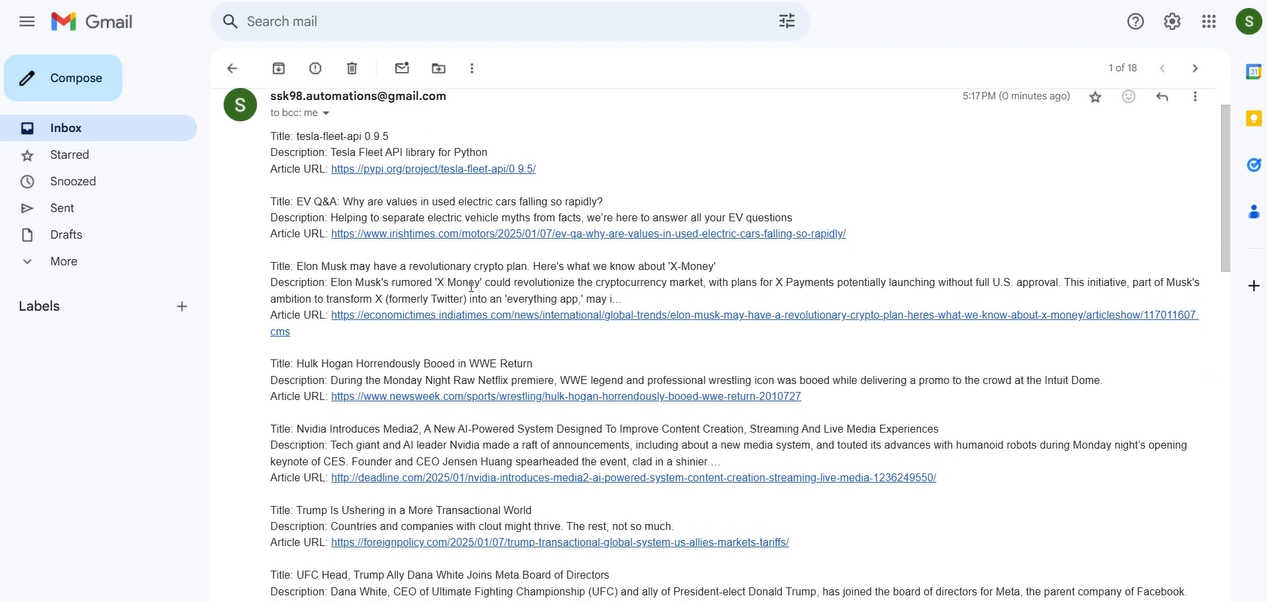 Gmail
Search mail
S
Compose
1 of 18
Inbox
Starred
Snoozed
Sent
Drafts
More
Labels
31
S
ssk98.automations@gmail.com
5:17 PM (0 minutes ago)
to bcc: me
Title: tesla-fleet-api 0.9.5
Description: Tesla Fleet API library for Python
Article URL: https://pypi.org/project/tesla-fleet-api/0.9.5/
Title: EV Q&A: Why are values in used electric cars falling so rapidly?
Description: Helping to separate electric vehicle myths from facts, we're here to answer all your EV questions
Article URL: https://www.irishtimes.com/motors/2025/01/07/ev-qa-why-are-values-in-used-electric-cars-falling-so-rapidly/
Title: Elon Musk may have a revolutionary crypto plan. Here's what we know about 'X-Money'
Description: Elon Musk's rumored 'X Money' could revolutionize the cryptocurrency market, with plans for X Payments potentially launching without full U.S. approval. This initiative, part of Musk's
ambition to transform X (formerly Twitter) into an 'everything app,' may i…
Article URL: https://economictimes.indiatimes.com/news/international/global-trends/elon-musk-may-have-a-revolutionary-crypto-plan-heres-what-we-know-about-x-money/articleshow/117011607.
cms
Title: Hulk Hogan Horrendously Booed in WWE Return
Description: During the Monday Night Raw Netflix premiere, WWE legend and professional wrestling icon was booed while delivering a promo to the crowd at the Intuit Dome.
Article URL: https://www.newsweek.com/sports/wrestling/hulk-hogan-horrendously-booed-wwe-return-2010727
Title: Nvidia Introduces Media2, A New AI-Powered System Designed To Improve Content Creation, Streaming And Live Media Experiences
Description: Tech giant and AI leader Nvidia made a raft of announcements, including about a new media system, and touted its advances with humanoid robots during Monday night's opening
keynote of CES. Founder and CEO Jensen Huang spearheaded the event, clad in a shinier …
Article URL: http://deadline.com/2025/01/nvidia-introduces-media2-ai-powered-system-content-creation-streaming-live-media-1236249550/
Title: Trump Is Ushering in a More Transactional World
Description: Countries and companies with clout might thrive. The rest, not so much.
Article URL: https://foreignpolicy.com/2025/01/07/trump-transactional-global-system-us-allies-markets-tariffs/
Title: UFC Head, Trump Ally Dana White Joins Meta Board of Directors
Description: Dana White, CEO of Ultimate Fighting Championship (UFC) and ally of President-elect Donald Trump, has joined the board of directors for Meta, the parent company of Facebook.